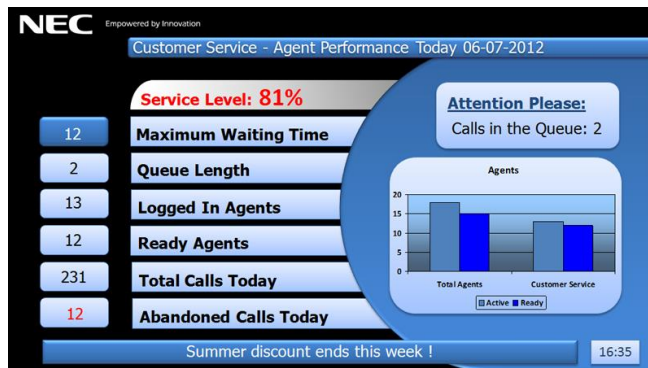 NEC Empowered by Innovation
Customer Service - Agent Performance Today 06-07-2012
Service Level: 81%
Attention Please:
Calls in the Queue: 2
12 Maximum Waiting Time
2 Queue Length
13 Logged In Agents
12 Ready Agents
231 Total Calls Today
12 Abandoned Calls Today
Agents
20
15
10
5
0
Total Agents Customer Service
Active Ready
Summer discount ends this week !
16:35